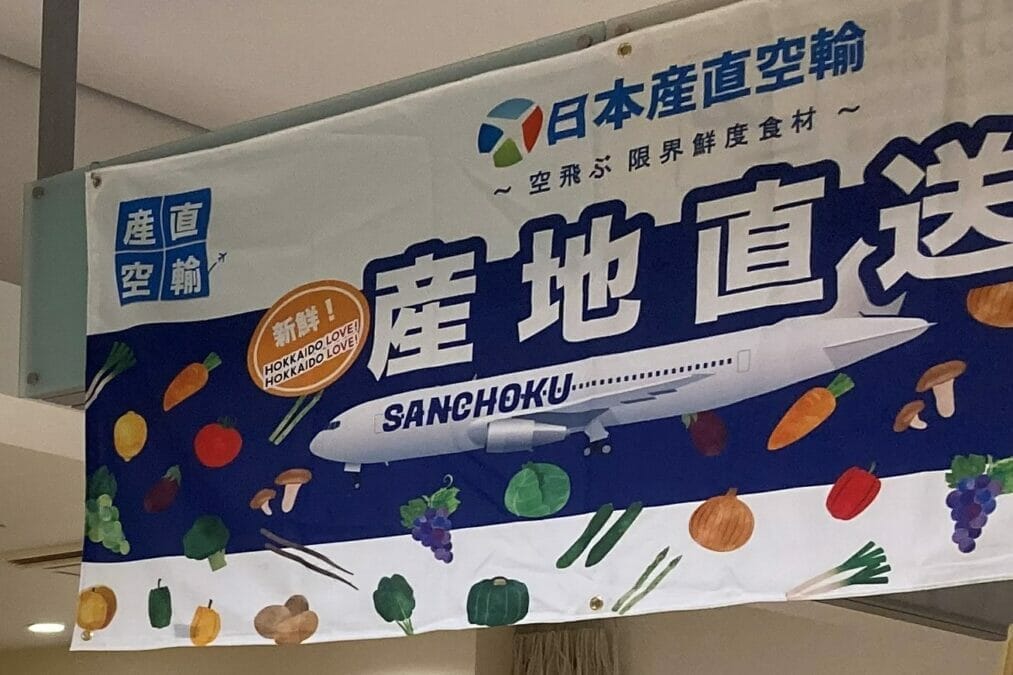 日本産直空輸
~ 空飛ぶ 限界鮮度食材 ~
産直
空輸
産地直送
新鮮!
HOKKAIDO LOVE!
HOKKAIDO LOVE!
SANCHOKU